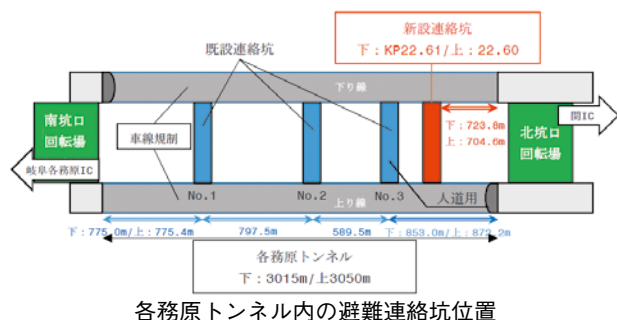 新設連絡坑
下：KP22.61/上：22.60
既設連絡坑
下り線
南坑口
回転場
車線規制
下：723.8m
上：704.6m
北坑口
回転場
関IC
岐阜各務原IC
No.1
No.2
No.3
人道用
上り線
下：775.0m/上：775.4m
797.5m
589.5m
下：853.0m/上：872.2m
各務原トンネル
下：3015m/上3050m
各務原トンネル内の避難連絡坑位置